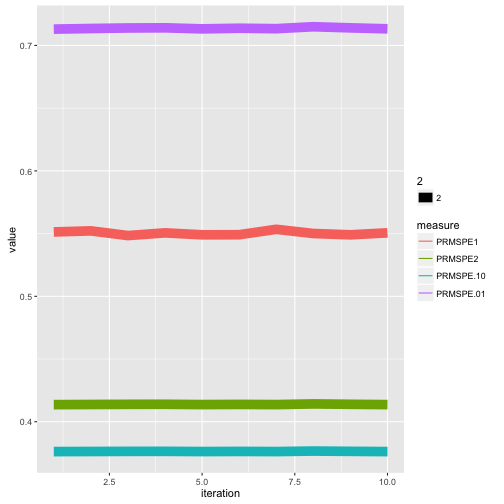 0.7
0.6
0.5
0.4
value
2.5
5.0
7.5
10.0
iteration
2
2
measure
PRMSPE1
PRMSPE2
PRMSPE.10
PRMSPE.01